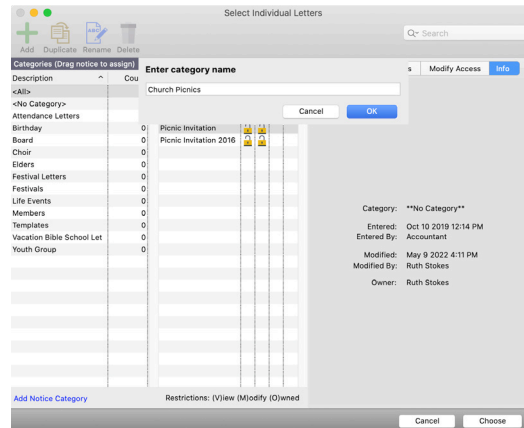 Select Individual Letters
Add Duplicate Rename Delete
Search
Categories (Drag notice to assign)
Enter category name
s Modify Access Info
Description Cou
Church Picnics
Cancel OK
<All>
<No Category>
Attendance Letters
Birthday 0 Picnic Invitation
Board 0 Picnic Invitation 2016
Choir 0
Elders 0
Festival Letters 0
Festivals 0
Life Events 0
Members 0
Templates 0
Vacation Bible School Let 0
Youth Group 0
Category: **No Category**
Entered: Oct 10 2019 12:14 PM
Entered By: Accountant
Modified: May 9 2022 4:11 PM
Modified By: Ruth Stokes
Owner: Ruth Stokes
Add Notice Category Restrictions: (V)iew (M)odify (O)wned
Cancel Choose